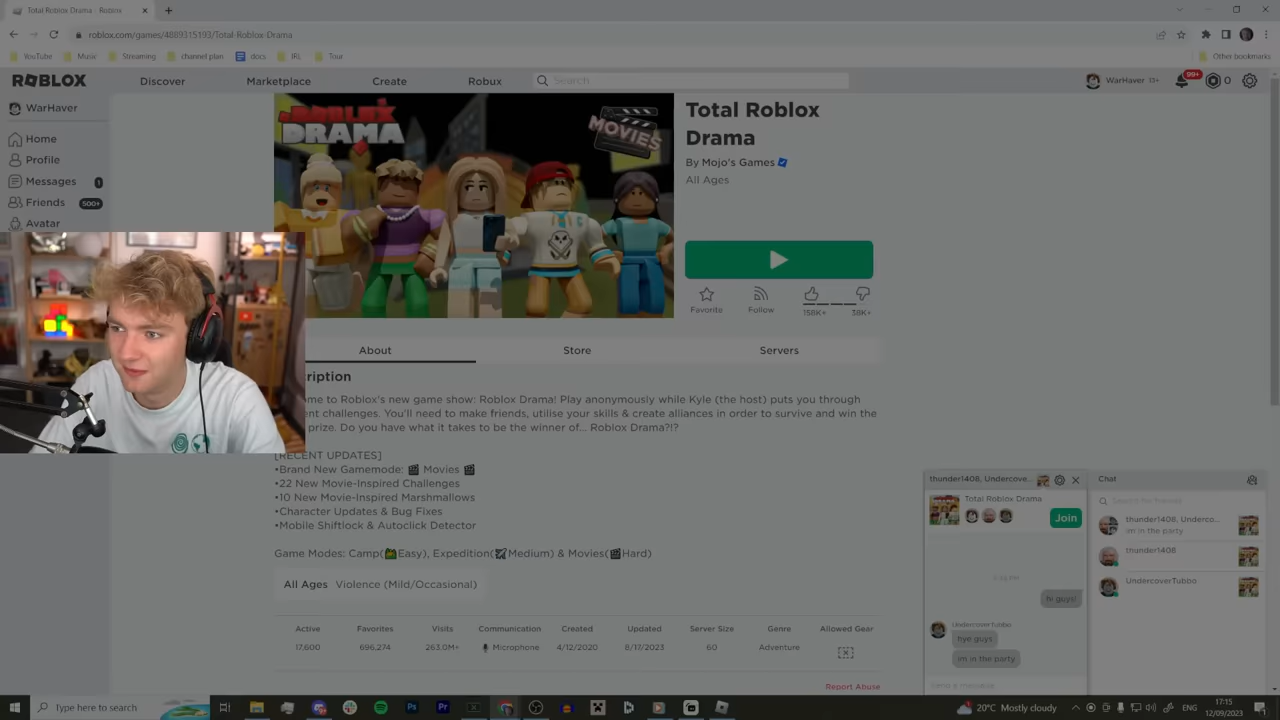 Total Roblox Drama - Roblox
roblox.com/games/4889315193/Total-Roblox-Drama
YouTube Music Streaming channel plan docs IRL Tour Other bookmarks
ROBLOX Discover Marketplace Create Robux Search WarHaver 13+ 99+ 0
WarHaver
Home
Profile
Messages 1
Friends 500+
Avatar
ROBLOX
DRAMA
MOVIES
Total Roblox
Drama
By Mojo's Games
All Ages
Favorite Follow 158K+ 38K+
About Store Servers
ription
me to Roblox's new game show: Roblox Drama! Play anonymously while Kyle (the host) puts you through
ent challenges. You'll need to make friends, utilise your skills & create alliances in order to survive and win the
prize. Do you have what it takes to be the winner of... Roblox Drama?!?
[RECENT UPDATES]
•Brand New Gamemode: 🎬 Movies 🎬
•22 New Movie-Inspired Challenges
•10 New Movie-Inspired Marshmallows
•Character Updates & Bug Fixes
•Mobile Shiftlock & Autoclick Detector
Game Modes: Camp(🏕️Easy), Expedition(🗺️Medium) & Movies(🎬Hard)
All Ages Violence (Mild/Occasional)
Active Favorites Visits Communication Created Updated Server Size Genre Allowed Gear
17,600 696,274 263.0M+ Microphone 4/12/2020 8/17/2023 60 Adventure
Report Abuse
thunder1408, Undercove...
Total Roblox Drama
Join
hi guys!
UndercoverTubbo
hye guys
im in the party
Send a message
Chat
Search for friends
thunder1408, Underco...
im in the party
thunder1408
UndercoverTubbo
Type here to search
20°C Mostly cloudy ENG 17:15
12/09/2023